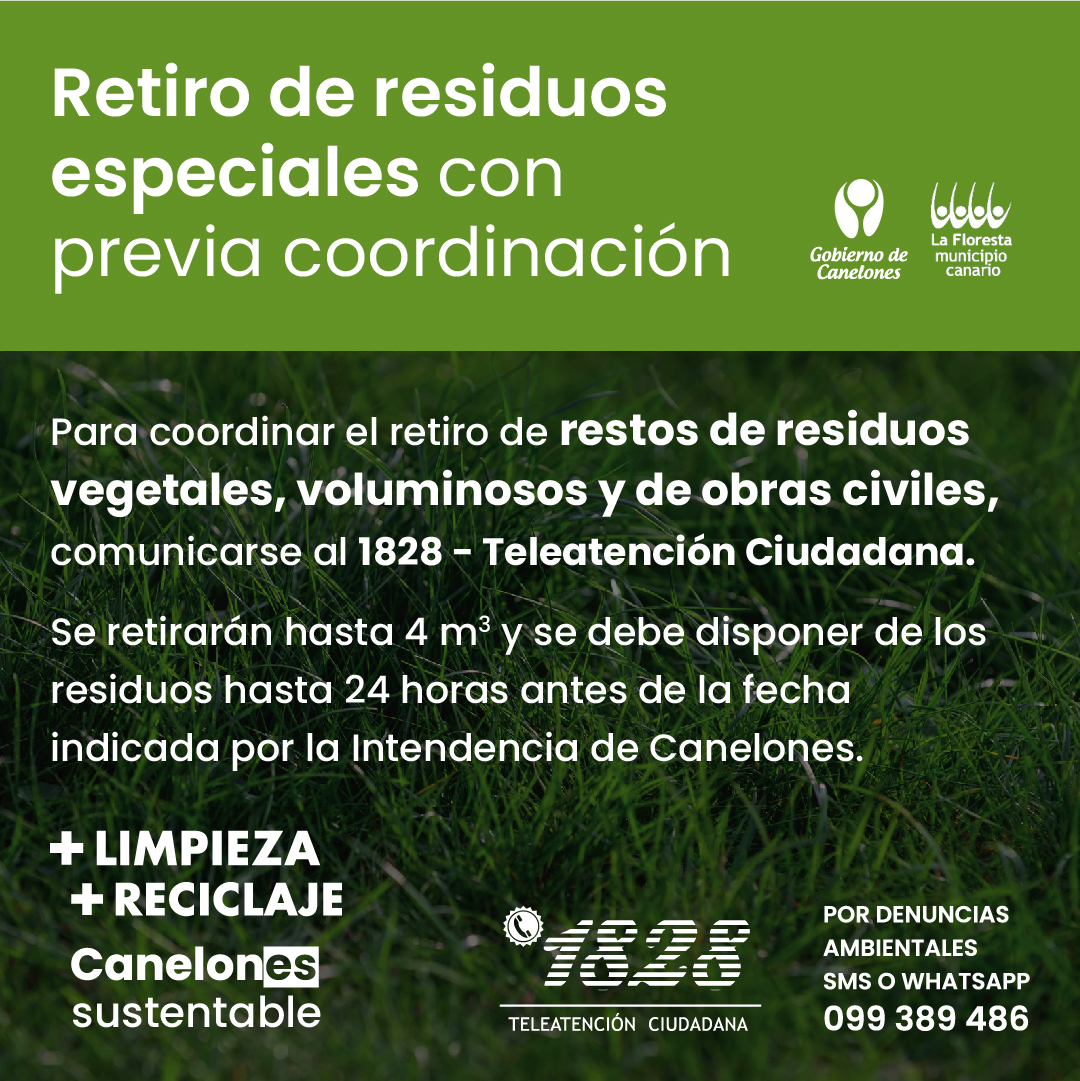 Retiro de residuos
especiales con
previa coordinación
Gobierno de
Canelones
La Floresta
municipio
canario
Para coordinar el retiro de restos de residuos
vegetales, voluminosos y de obras civiles,
comunicarse al 1828 - Teleatención Ciudadana.
Se retirarán hasta 4 m³ y se debe disponer de los
residuos hasta 24 horas antes de la fecha
indicada por la Intendencia de Canelones.
+ LIMPIEZA
+ RECICLAJE
Canelones
sustentable
1828
TELEATENCIÓN CIUDADANA
POR DENUNCIAS
AMBIENTALES
SMS O WHATSAPP
099 389 486